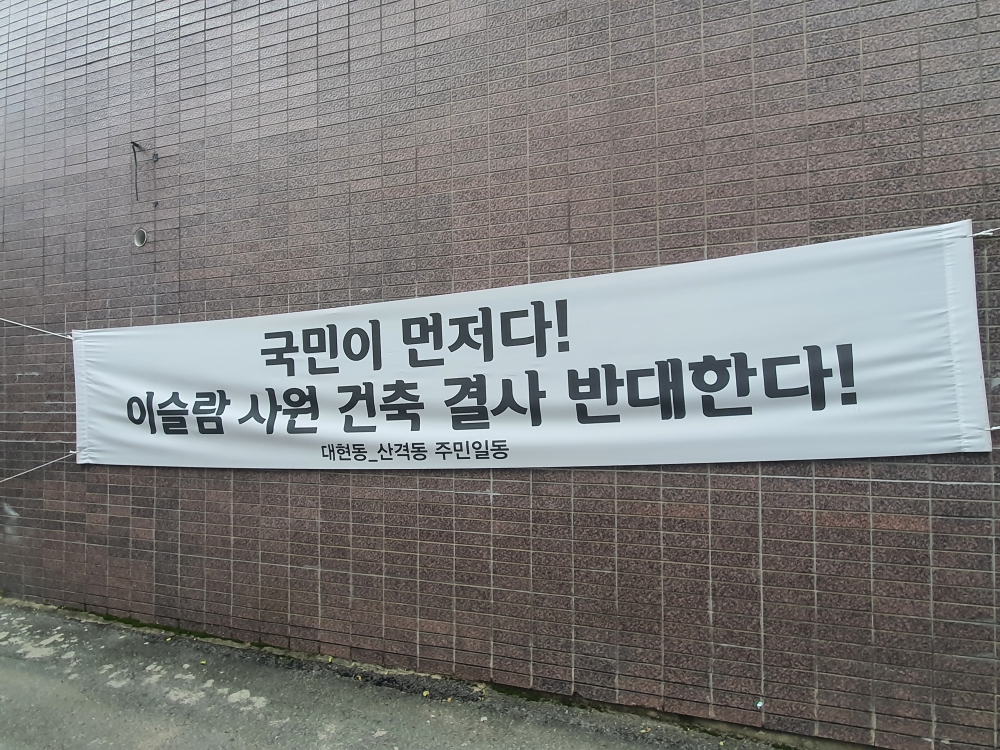 국민이 먼저다!
이슬람 사원 건축 결사 반대한다!
대현동_산격동 주민일동